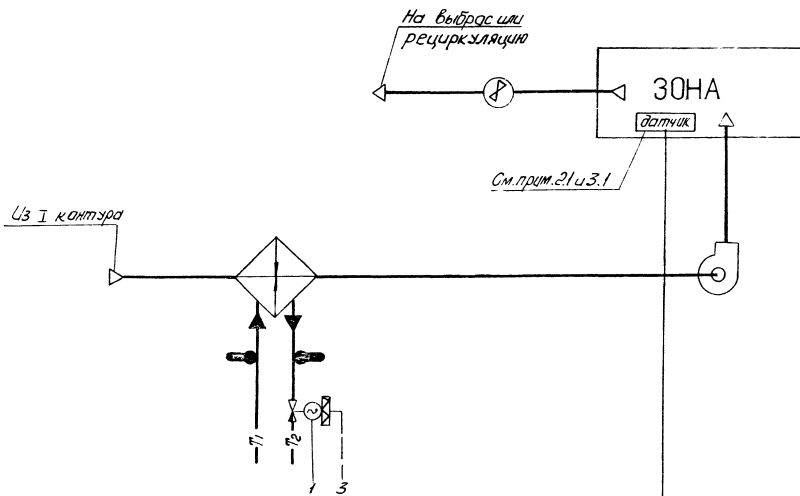 На выброс или
рециркуляцию
ЗОНА
датчик
См. прим. 2.1 и 3.1
Из I контура
Т1
Т2
1
3